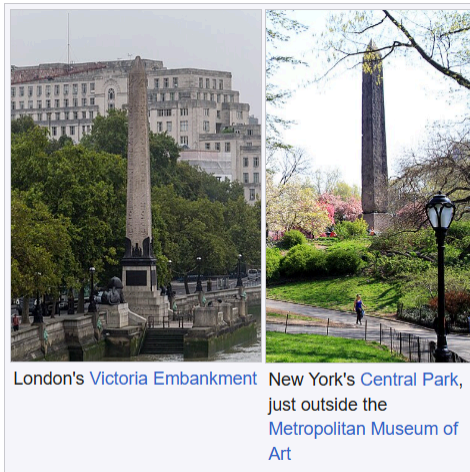 London's Victoria Embankment
New York's Central Park,
just outside the
Metropolitan Museum of
Art